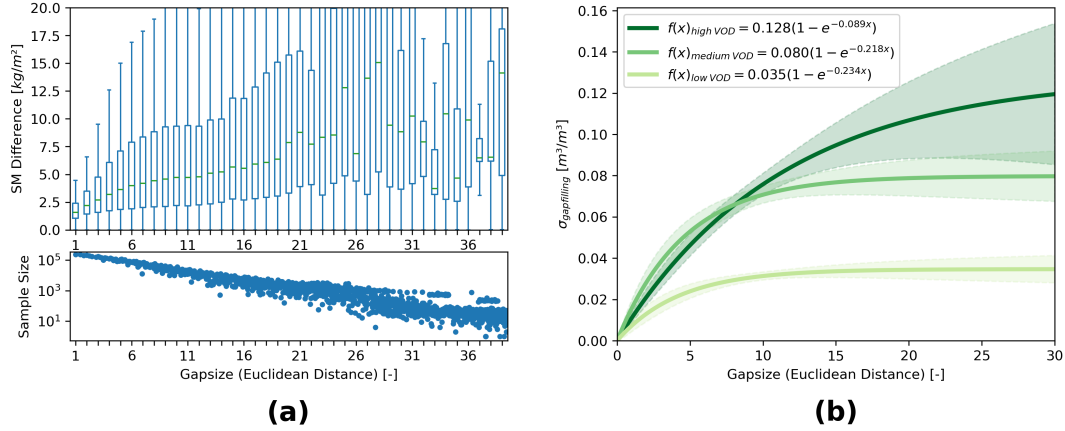 20.0
17.5
15.0
12.5
10.0
7.5
5.0
2.5
0.0
SM Difference [kg/m²]
1 6 11 16 21 26 31 36
10⁵
10³
10¹
Sample Size
1 6 11 16 21 26 31 36
Gapsize (Euclidean Distance) [-]
(a)
0.16
0.14
0.12
0.10
0.08
0.06
0.04
0.02
0.00
σgapfilling [m³/m³]
f(x)high VOD = 0.128(1 − e^−0.089x)
f(x)medium VOD = 0.080(1 − e^−0.218x)
f(x)low VOD = 0.035(1 − e^−0.234x)
0 5 10 15 20 25 30
Gapsize (Euclidean Distance) [-]
(b)